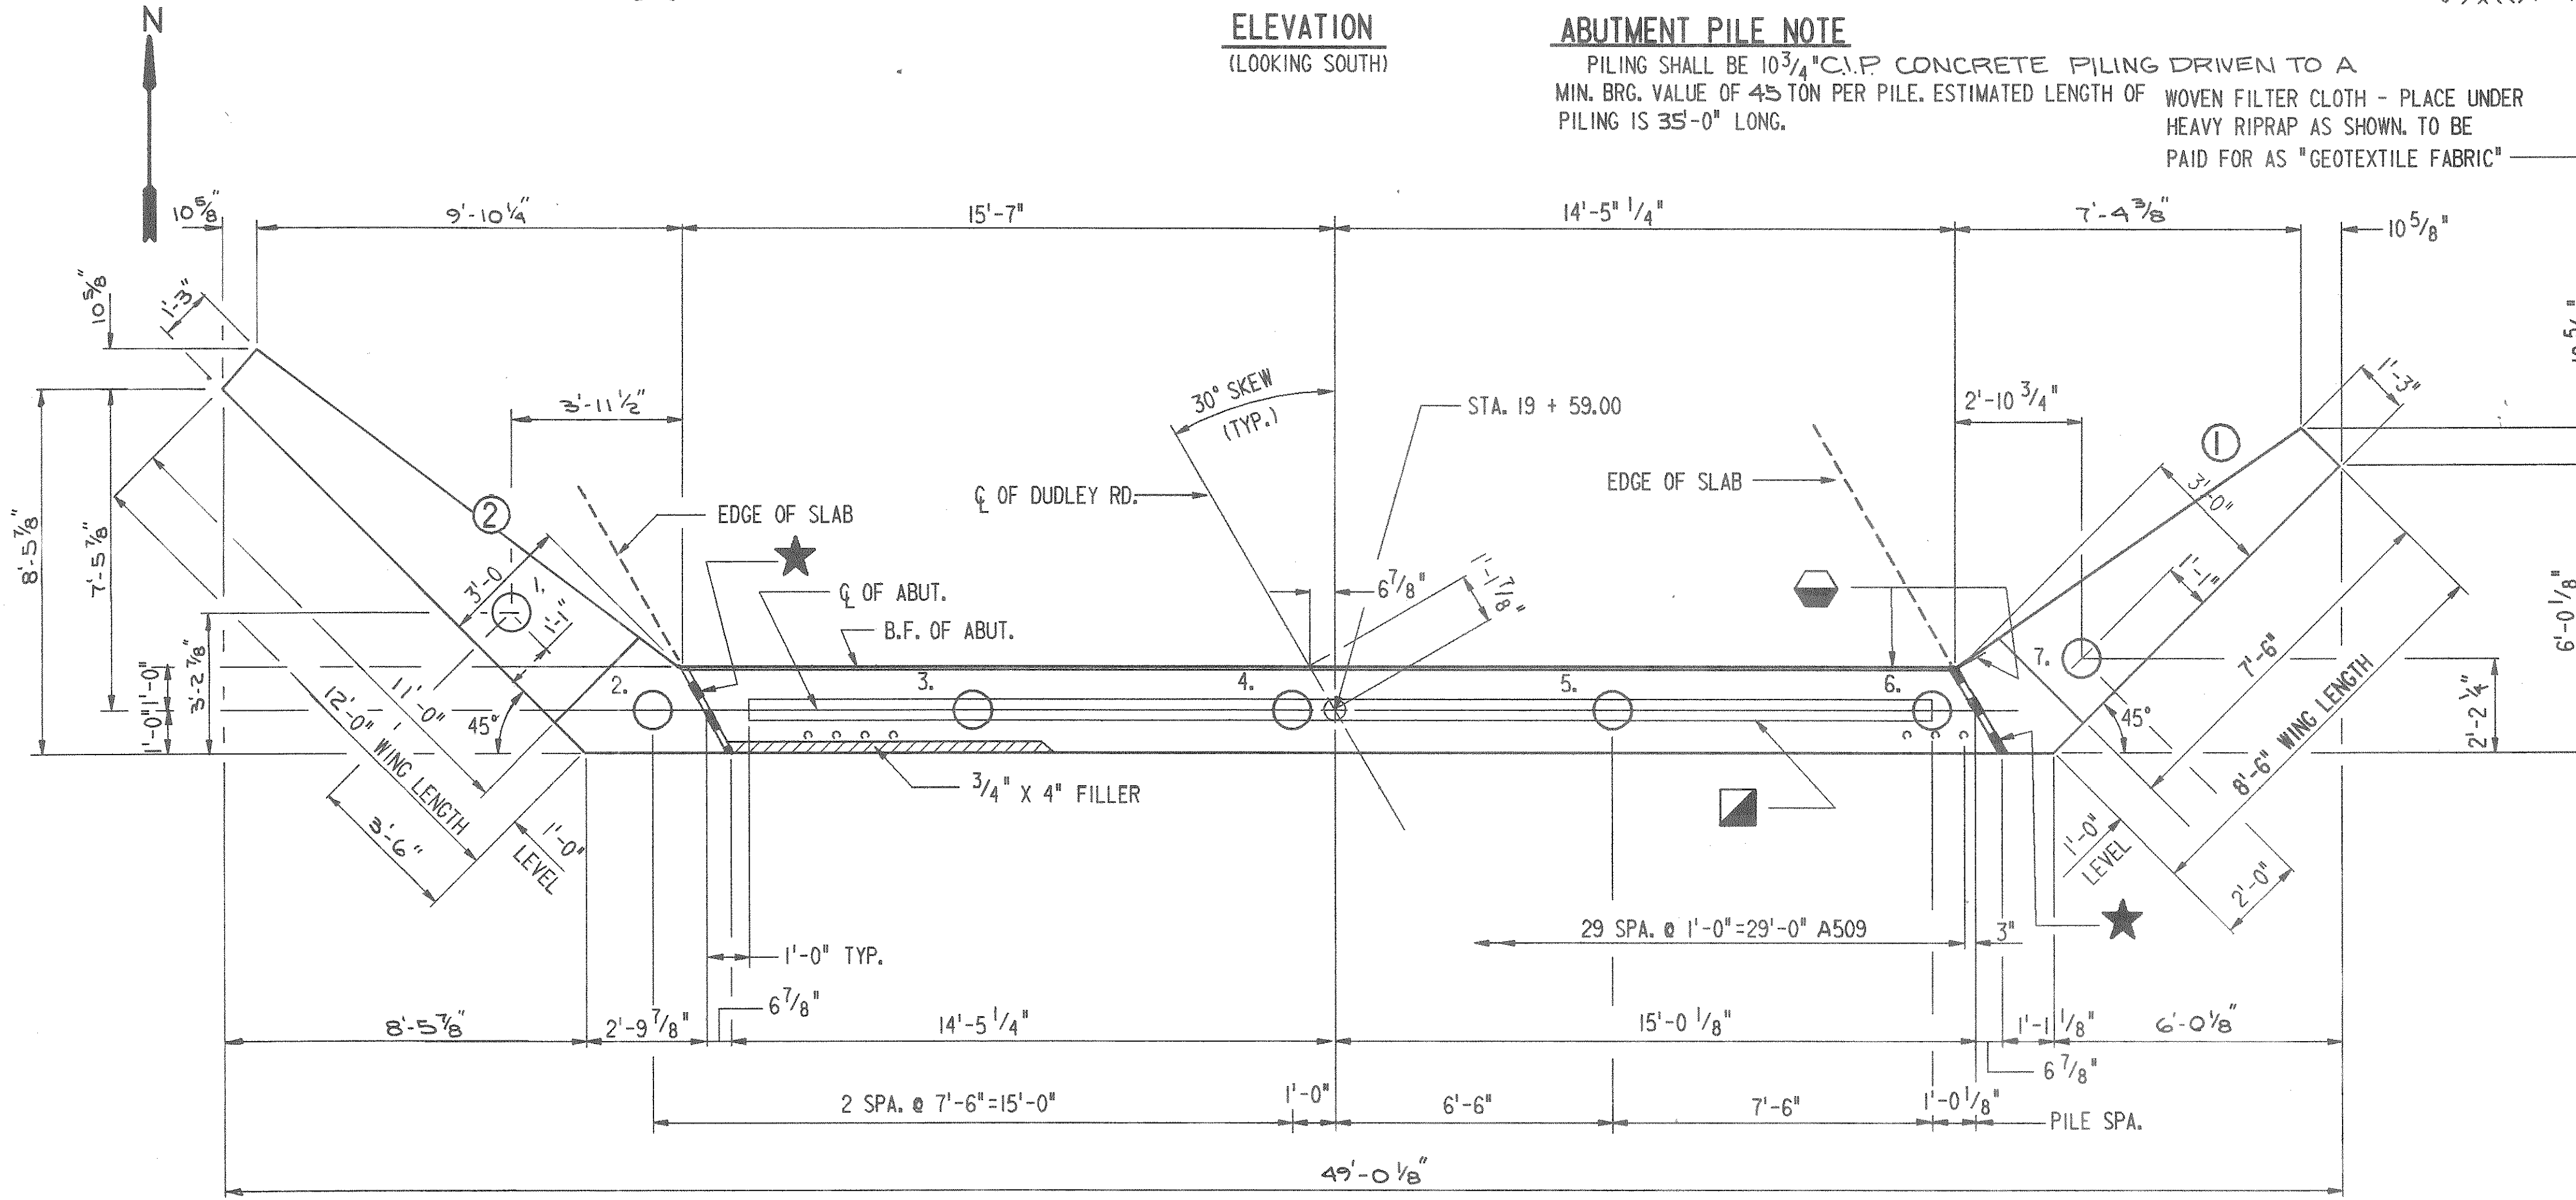 N
ELEVATION
(LOOKING SOUTH)
ABUTMENT PILE NOTE
PILING SHALL BE 10 3/4" C.I.P. CONCRETE PILING DRIVEN TO A
MIN. BRG. VALUE OF 45 TON PER PILE. ESTIMATED LENGTH OF
PILING IS 35'-0" LONG.
WOVEN FILTER CLOTH - PLACE UNDER
HEAVY RIPRAP AS SHOWN. TO BE
PAID FOR AS "GEOTEXTILE FABRIC"
10 5/8"
9'-10 1/4"
15'-7"
14'-5" 1/4"
7'-4 3/8"
10 5/8"
10 5/8"
1'-3"
3'-11 1/2"
30° SKEW
(TYP.)
STA. 19 + 59.00
2'-10 3/4"
1'-3"
1
℄ OF DUDLEY RD.
EDGE OF SLAB
3'-0"
2
EDGE OF SLAB
8'-5 7/8"
7'-5 7/8"
3'-0
1.
1'-1"
℄ OF ABUT.
B.F. OF ABUT.
6 7/8"
1'-1 7/8"
1'-1"
6'-0 1/8"
3'-2 7/8"
1'-0"
1'-0"
11'-0"
12'-0" WING LENGTH
45°
2.
3.
4.
5.
6.
7.
45°
7'-6"
8'-6" WING LENGTH
2'-2 1/4"
3/4" X 4" FILLER
3'-6"
1'-0"
LEVEL
1'-0"
LEVEL
2'-0"
29 SPA. @ 1'-0"=29'-0" A509
3"
1'-0" TYP.
6 7/8"
8'-5 7/8"
2'-9 7/8"
14'-5 1/4"
15'-0 1/8"
1'-1 1/8"
6'-0 1/8"
6 7/8"
2 SPA. @ 7'-6"=15'-0"
1'-0"
6'-6"
7'-6"
1'-0 1/8"
PILE SPA.
49'-0 1/8"